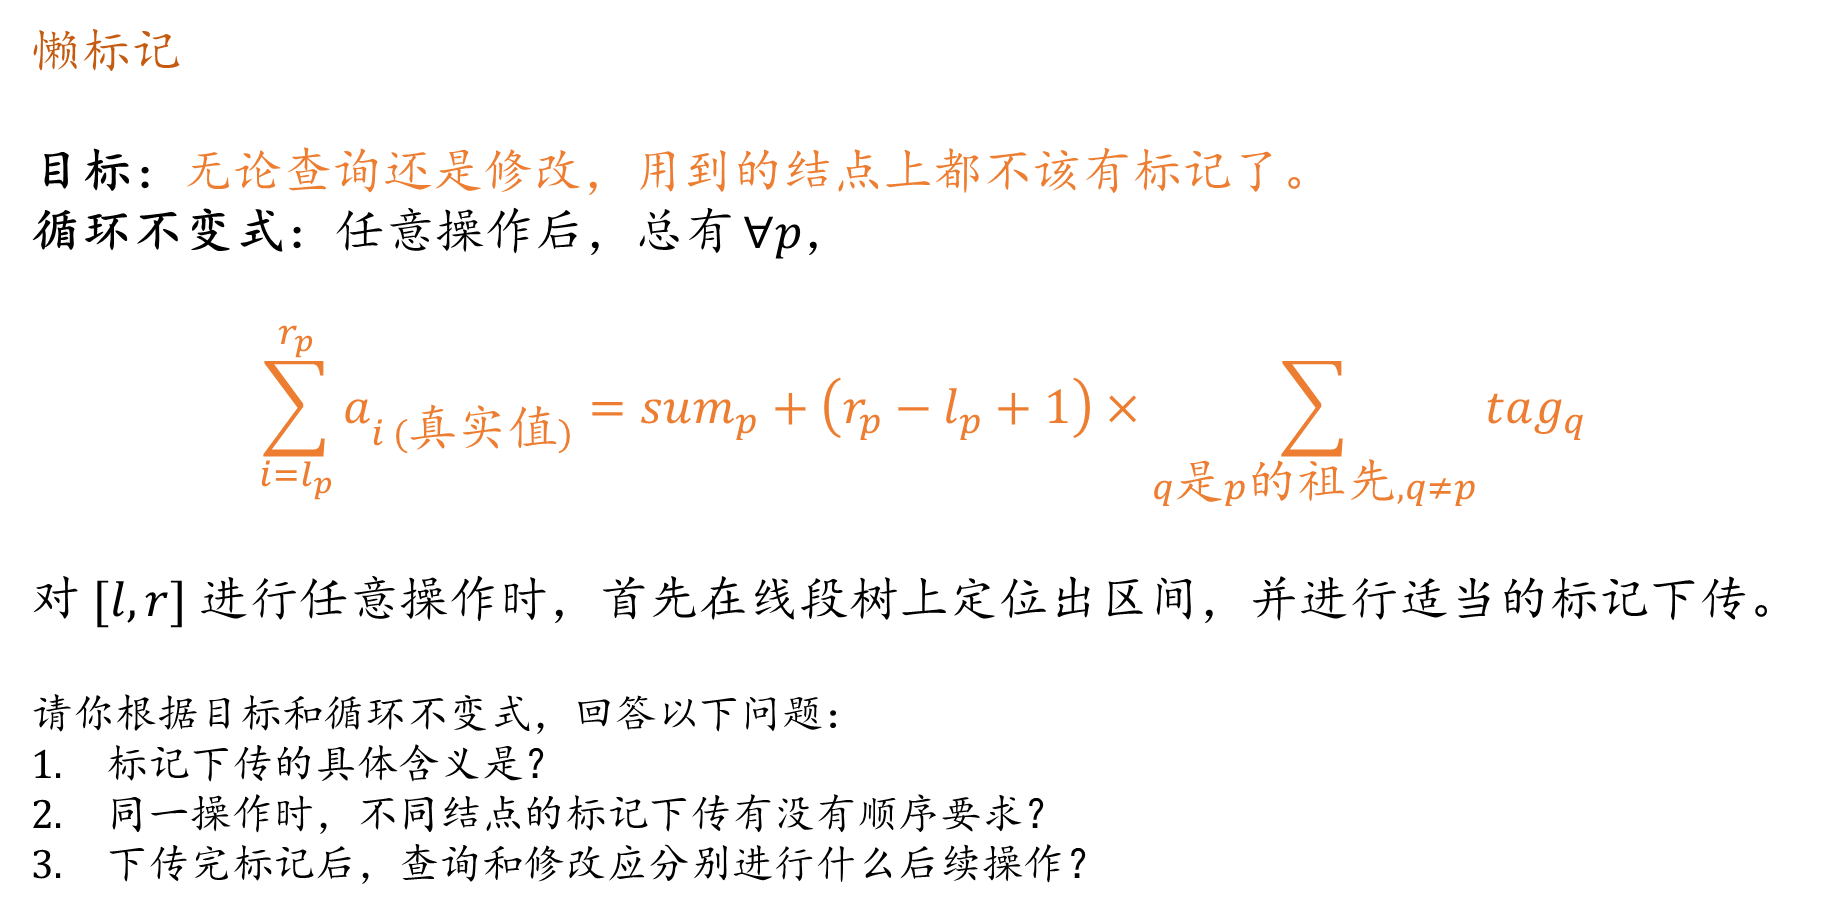 懒标记
目标：无论查询还是修改，用到的结点上都不该有标记了。
循环不变式：任意操作后，总有 ∀p，
∑_{i=l_p}^{r_p} a_{i (真实值)} = sum_p + (r_p − l_p + 1) × ∑_{q是p的祖先,q≠p} tag_q
对 [l, r] 进行任意操作时，首先在线段树上定位出区间，并进行适当的标记下传。
请你根据目标和循环不变式，回答以下问题：
1. 标记下传的具体含义是？
2. 同一操作时，不同结点的标记下传有没有顺序要求？
3. 下传完标记后，查询和修改应分别进行什么后续操作？